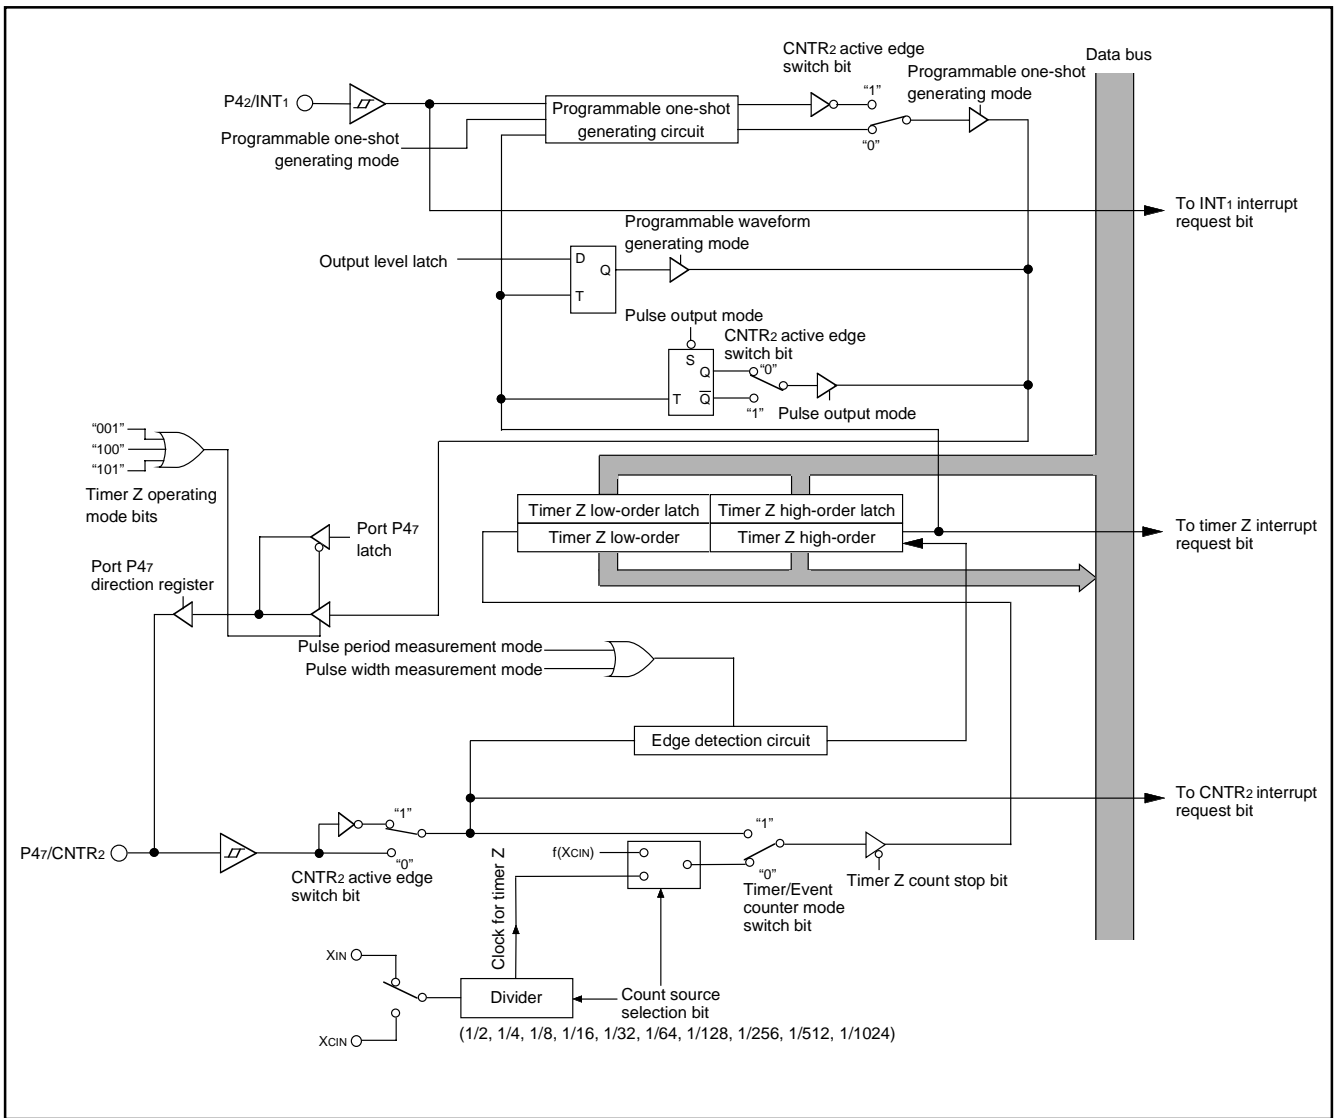 CNTR2 active edge
switch bit
Data bus
Programmable one-shot
generating mode
P42/INT1
"1"
"0"
Programmable one-shot
generating circuit
Programmable one-shot
generating mode
To INT1 interrupt
request bit
Programmable waveform
generating mode
Output level latch
D
Q
T
Pulse output mode
CNTR2 active edge
switch bit
S
Q
T
Q
"0"
"1"
Pulse output mode
"001"
"100"
"101"
Timer Z operating
mode bits
Timer Z low-order latch
Timer Z high-order latch
Timer Z low-order
Timer Z high-order
To timer Z interrupt
request bit
Port P47
latch
Port P47
direction register
Pulse period measurement mode
Pulse width measurement mode
Edge detection circuit
To CNTR2 interrupt
request bit
P47/CNTR2
"1"
"0"
CNTR2 active edge
switch bit
Clock for timer Z
f(XCIN)
"1"
"0"
Timer/Event
counter mode
switch bit
Timer Z count stop bit
XIN
XCIN
Divider
Count source
selection bit
(1/2, 1/4, 1/8, 1/16, 1/32, 1/64, 1/128, 1/256, 1/512, 1/1024)